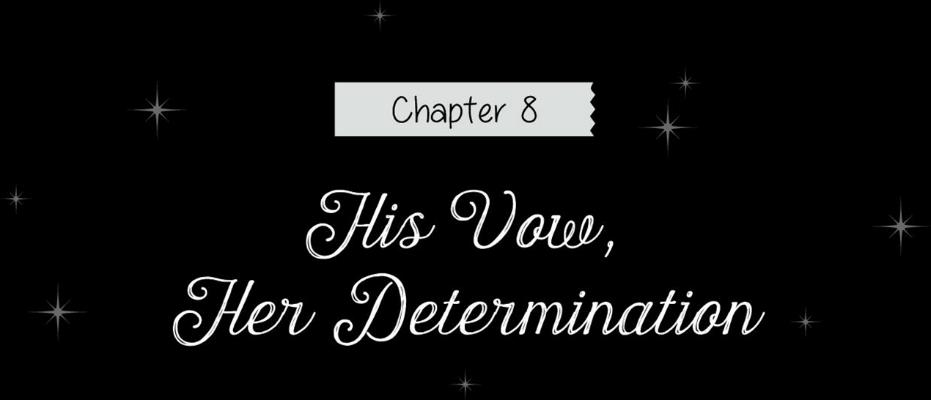 Chapter 8
His Vow,
Her Determination